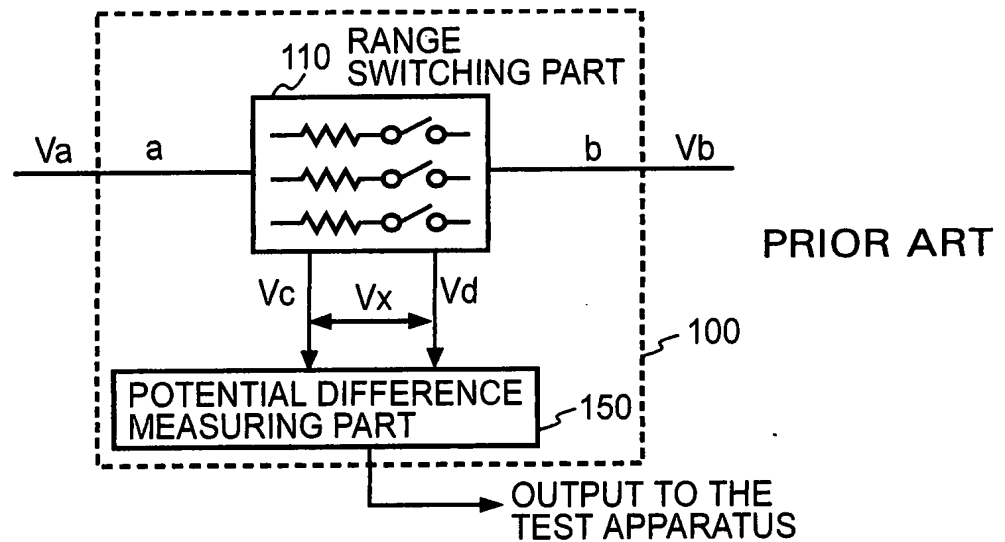 110
RANGE
SWITCHING PART
Va
a
b
Vb
PRIOR ART
Vc
Vx
Vd
100
POTENTIAL DIFFERENCE
MEASURING PART
150
OUTPUT TO THE
TEST APPARATUS